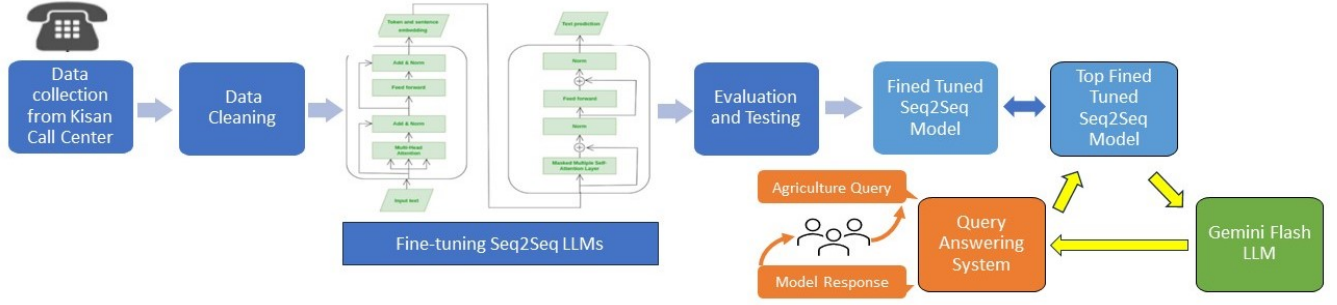 Data
collection
from Kisan
Call Center
Data
Cleaning
Token and sentence
embedding
Add & Norm
Feed forward
Add & Norm
Multi-Head
Attention
Input text
Text prediction
Norm
Feed forward
Norm
Masked Multiple Self-
Attention Layer
Fine-tuning Seq2Seq LLMs
Evaluation
and Testing
Fined Tuned
Seq2Seq
Model
Top Fined
Tuned
Seq2Seq
Model
Agriculture Query
Model Response
Query
Answering
System
Gemini Flash
LLM